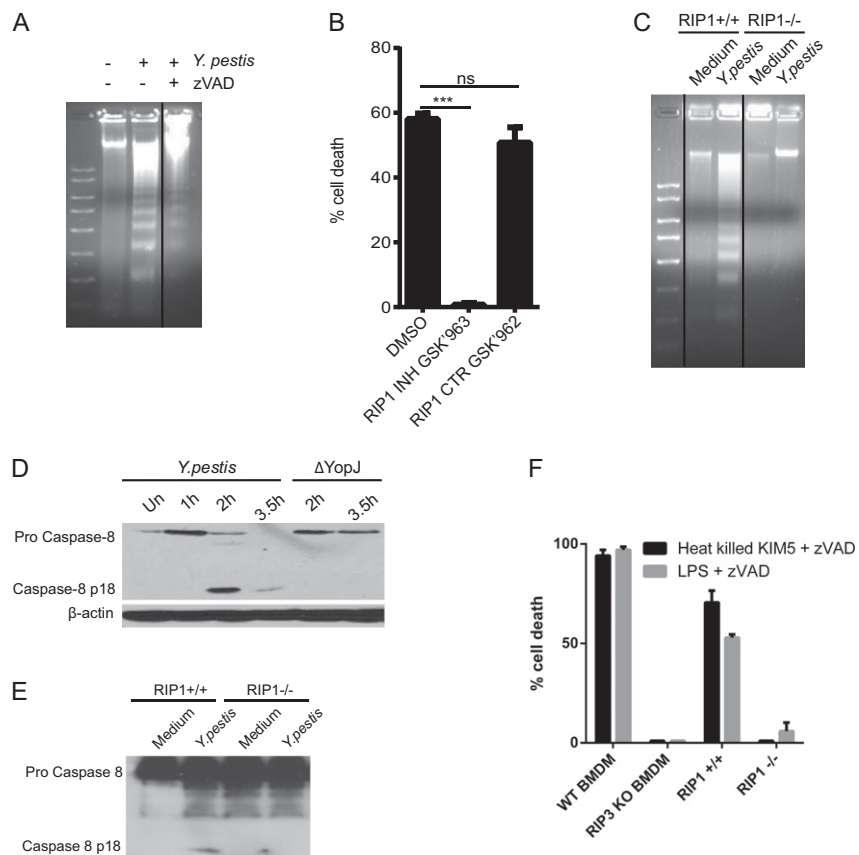 A
- + + Y. pestis
- - + zVAD
B
% cell death
80
60
40
20
0
ns
***
DMSO
RIP1 INH GSK'963
RIP1 CTR GSK'962
C
RIP1+/+ RIP1-/-
Medium Y.pestis Medium Y.pestis
D
Y.pestis ΔYopJ
Un 1h 2h 3.5h 2h 3.5h
Pro Caspase-8
Caspase-8 p18
β-actin
E
RIP1+/+ RIP1-/-
Medium Y.pestis Medium Y.pestis
Pro Caspase 8
Caspase 8 p18
F
% cell death
100
50
0
Heat killed KIM5 + zVAD
LPS + zVAD
WT BMDM
RIP3 KO BMDM
RIP1 +/+
RIP1 -/-